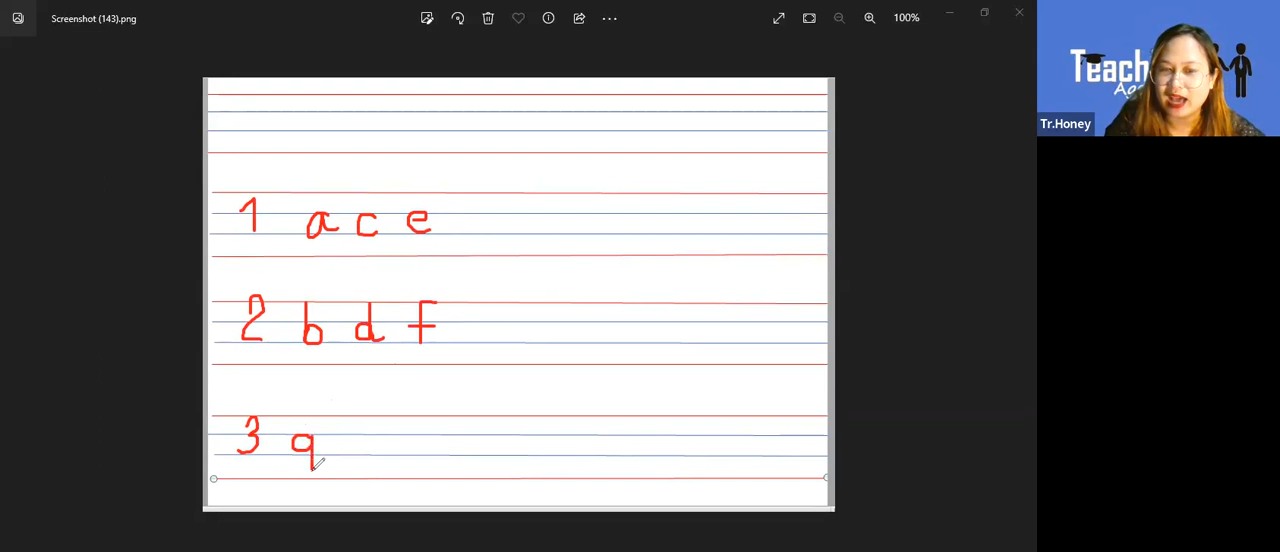 Screenshot (143).png
100%
Teach
Tr.Honey
1 a c e
2 b d f
3 q